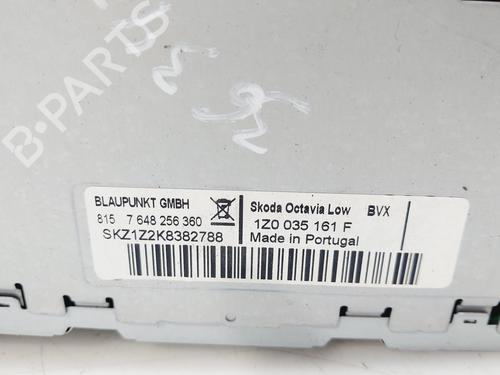 B-PARTS
BLAUPUNKT GMBH
815 7 648 256 360
SKZ1Z2K8382788
Skoda Octavia Low BVX
1Z0 035 161 F
Made in Portugal